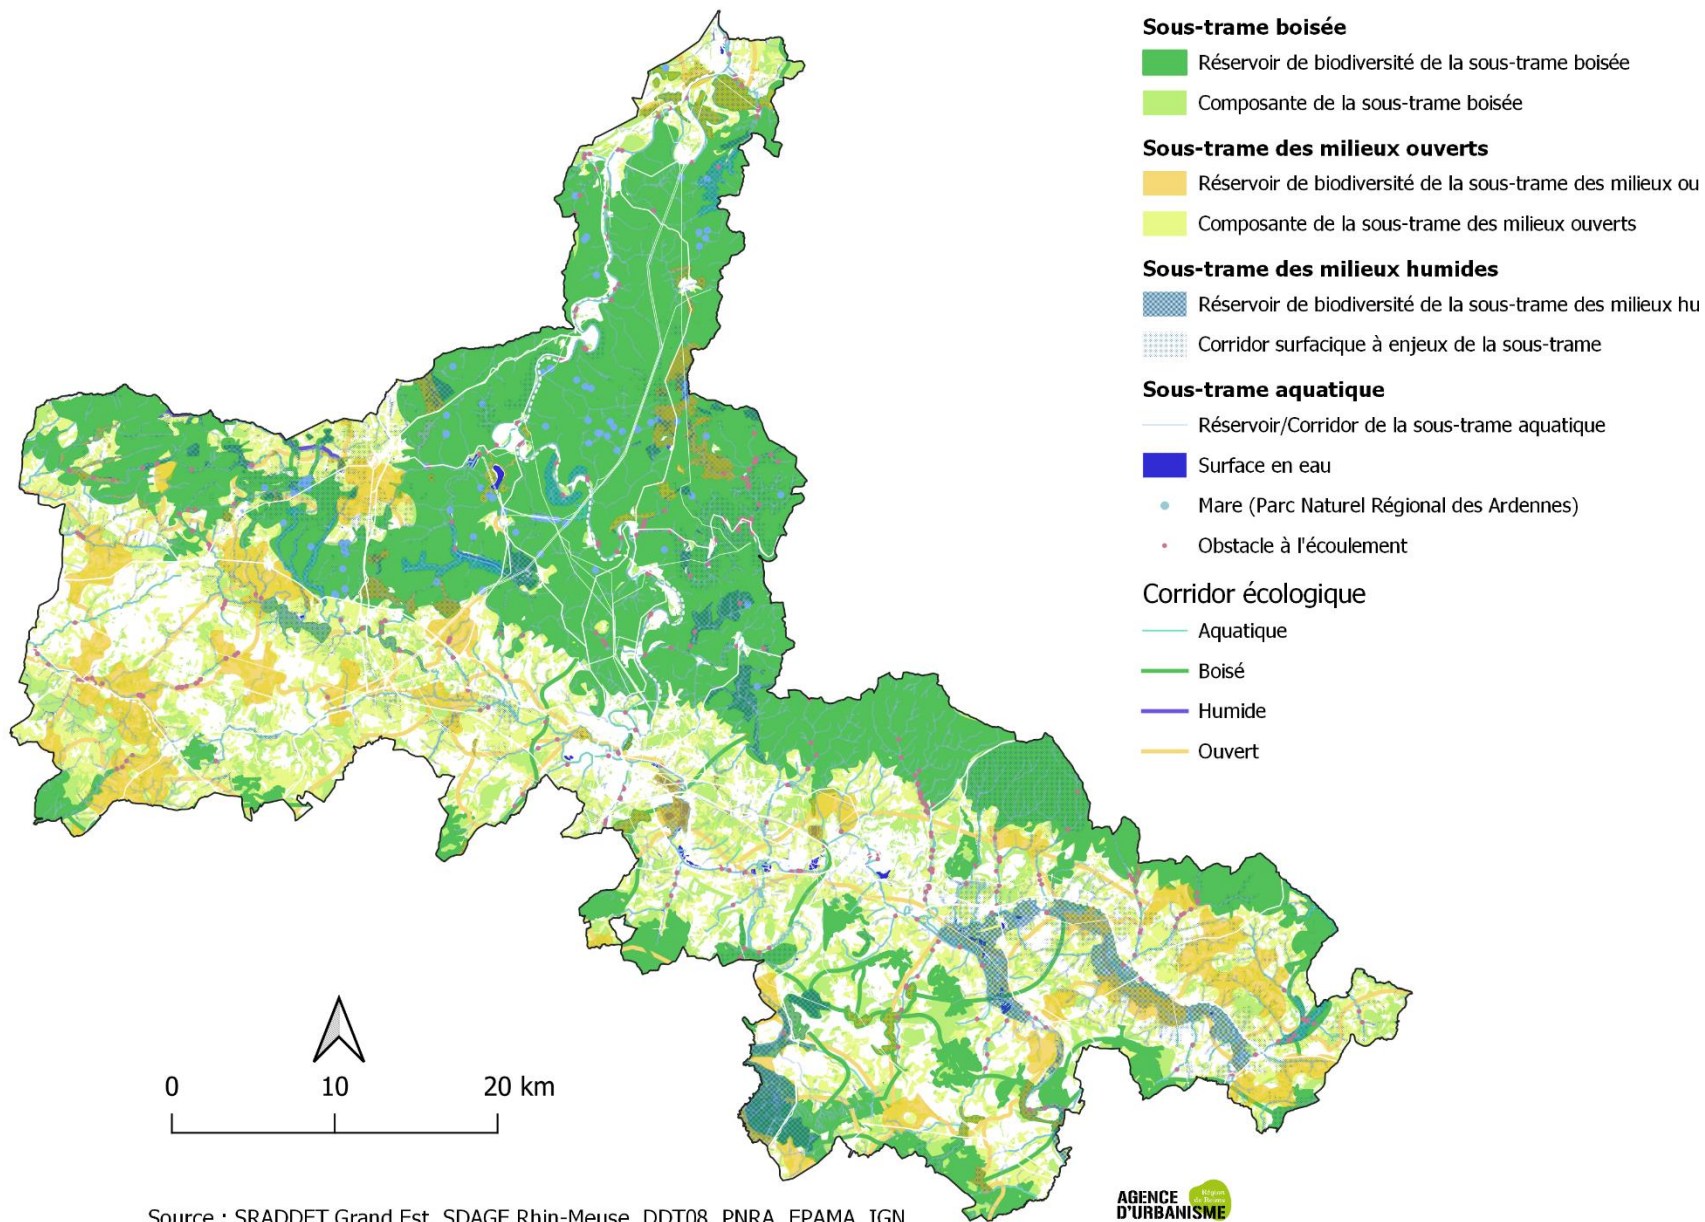 Sous-trame boisée
Réservoir de biodiversité de la sous-trame boisée
Composante de la sous-trame boisée
Sous-trame des milieux ouverts
Réservoir de biodiversité de la sous-trame des milieux ou
Composante de la sous-trame des milieux ouverts
Sous-trame des milieux humides
Réservoir de biodiversité de la sous-trame des milieux hu
Corridor surfacique à enjeux de la sous-trame
Sous-trame aquatique
Réservoir/Corridor de la sous-trame aquatique
Surface en eau
Mare (Parc Naturel Régional des Ardennes)
Obstacle à l'écoulement
Corridor écologique
Aquatique
Boisé
Humide
Ouvert
0 10 20 km
Source : SRADDET Grand Est, SDAGE Rhin-Meuse, DDT08, PNRA, EPAMA, IGN
AGENCE
D'URBANISME
Région
de Reims